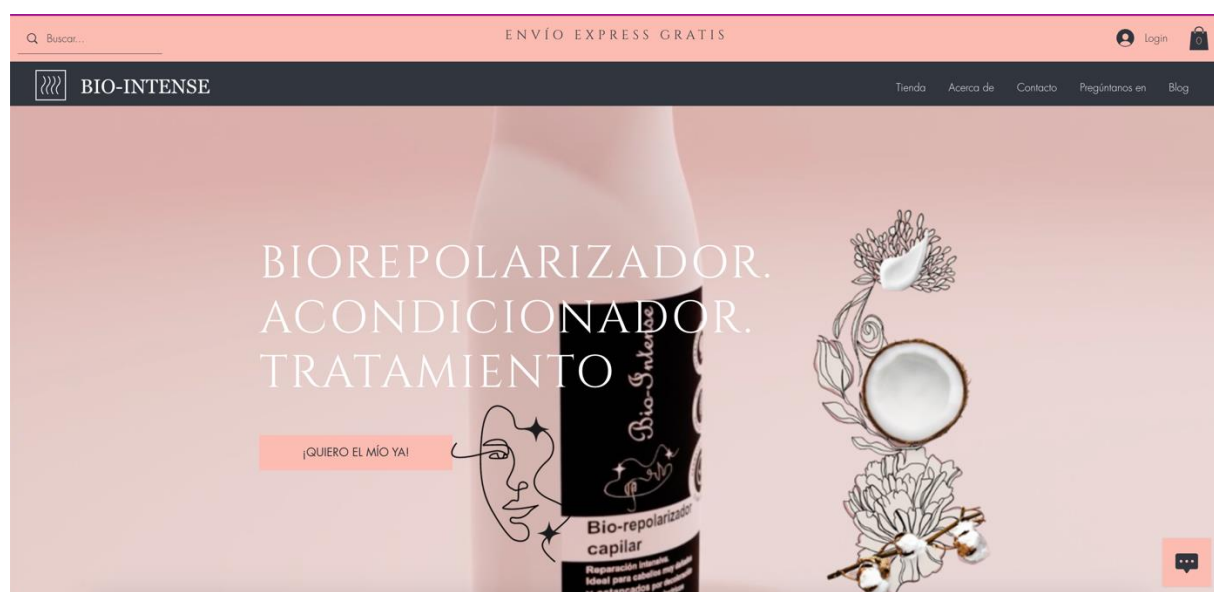 Buscar...
ENVÍO EXPRESS GRATIS
Login
0
BIO-INTENSE
Tienda
Acerca de
Contacto
Pregúntanos en
Blog
BIOREPOLARIZADOR.
ACONDICIONADOR.
TRATAMIENTO
¡QUIERO EL MÍO YA!
Bio-Intense
Bio-repolarizador
capilar
Reparación intensiva.
Ideal para cabellos muy dañados